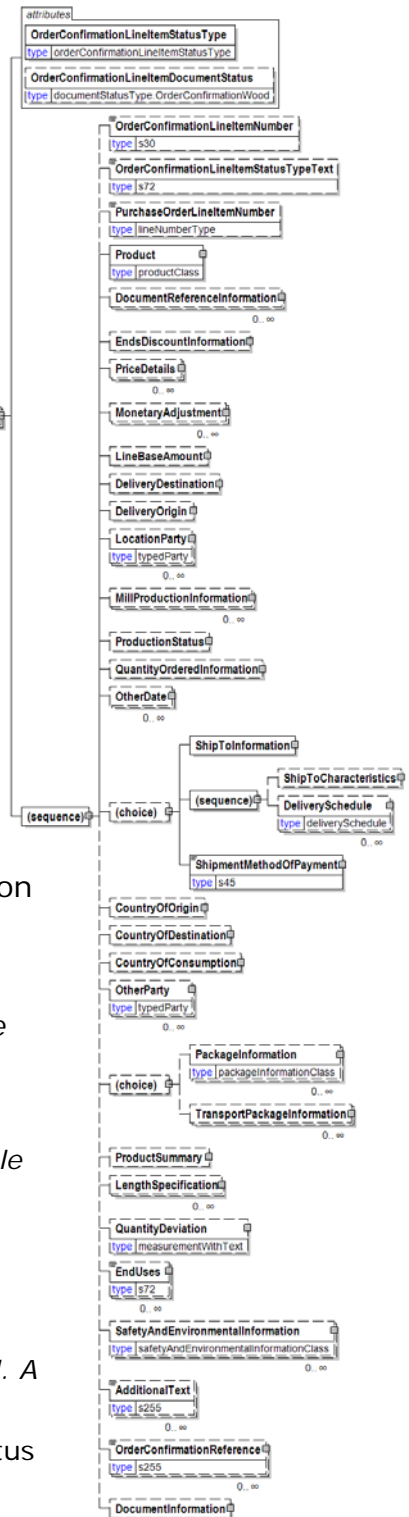 attributes
OrderConfirmationLineItemStatusType
type orderConfirmationLineItemStatusType
OrderConfirmationLineItemDocumentStatus
type documentStatusType.OrderConfirmationWood
OrderConfirmationLineItemNumber
type s30
OrderConfirmationLineItemStatusTypeText
type s72
PurchaseOrderLineItemNumber
type lineNumberType
Product
type productClass
DocumentReferenceInformation
0.. ∞
EndsDiscountInformation
PriceDetails
0.. ∞
MonetaryAdjustment
0.. ∞
LineBaseAmount
DeliveryDestination
DeliveryOrigin
LocationParty
type typedParty
0.. ∞
MillProductionInformation
0.. ∞
ProductionStatus
QuantityOrderedInformation
OtherDate
0.. ∞
ShipToInformation
ShipToCharacteristics
(sequence)
DeliverySchedule
type deliverySchedule
0.. ∞
(sequence)
(choice)
ShipmentMethodOfPayment
type s45
on
CountryOfOrigin
CountryOfDestination
CountryOfConsumption
OtherParty
type typedParty
0.. ∞
e
PackageInformation
type packageInformationClass
0.. ∞
(choice)
TransportPackageInformation
0.. ∞
le
ProductSummary
LengthSpecification
0.. ∞
QuantityDeviation
type measurementWithText
EndUses
type s72
0.. ∞
SafetyAndEnvironmentalInformation
type safetyAndEnvironmentalInformationClass
0.. ∞
l. A
AdditionalText
type s255
0.. ∞
tus
OrderConfirmationReference
type s255
0.. ∞
DocumentInformation